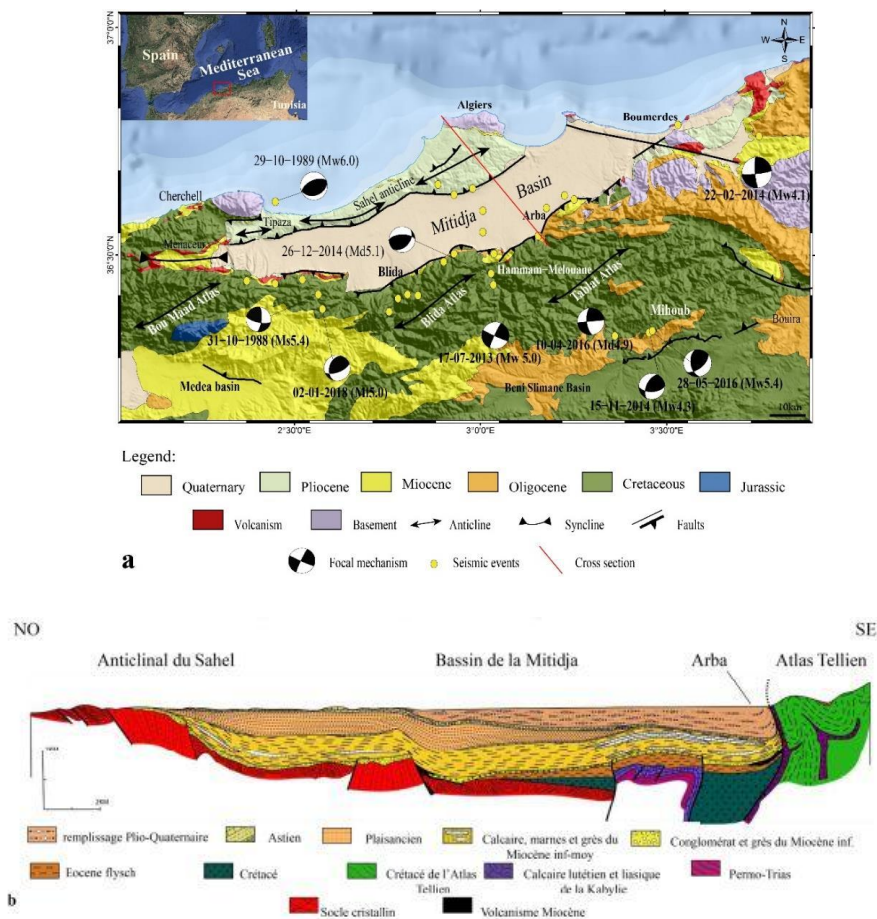 37°0'0"N
Spain
Mediterranean
Sea
Tunisia
N
W E
S
Algiers
Boumerdes
29-10-1989 (Mw6.0)
22-02-2014 (Mw4.1)
Cherchell
Sahel anticline
Basin
Tipaza
Mitidja
Arba
Menaceur
26-12-2014 (Md5.1)
36°30'0"N
Blida
Hammam-Melouane
Bou Maad Atlas
Blida Atlas
Tablat Atlas
Mihoub
Bouira
31-10-1988 (Ms5.4)
17-07-2013 (Mw 5.0)
10-04-2016 (Md4.9)
Medea basin
02-01-2018 (Ml5.0)
Beni Slimane Basin
28-05-2016 (Mw5.4)
15-11-2014 (Mw4.3)
10km
2°30'0"E
3°0'0"E
3°30'0"E
Legend:
Quaternary Pliocene Miocene Oligocene Cretaceous Jurassic
Volcanism Basement Anticline Syncline Faults
a Focal mechanism Seismic events Cross section
NO SE
Anticlinal du Sahel Bassin de la Mitidja Arba Atlas Tellien
remplissage Plio-Quaternaire Astien Plaisancien Calcaire, marnes et grès du Miocène inf-moy Conglomérat et grès du Miocène inf.
Eocene flysch Crétacé Crétacé de l'Atlas Tellien Calcaire lutétien et liasique de la Kabylie Permo-Trias
b Socle cristallin Volcanisme Miocène